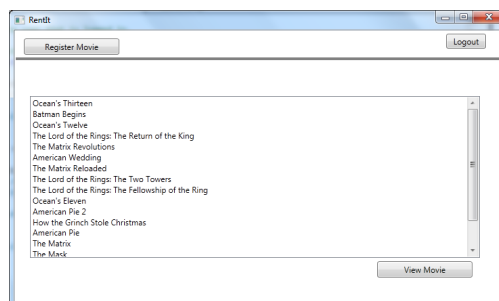 RentIt
Register Movie
Logout
Ocean's Thirteen
Batman Begins
Ocean's Twelve
The Lord of the Rings: The Return of the King
The Matrix Revolutions
American Wedding
The Matrix Reloaded
The Lord of the Rings: The Two Towers
The Lord of the Rings: The Fellowship of the Ring
Ocean's Eleven
American Pie 2
How the Grinch Stole Christmas
American Pie
The Matrix
The Mask
View Movie